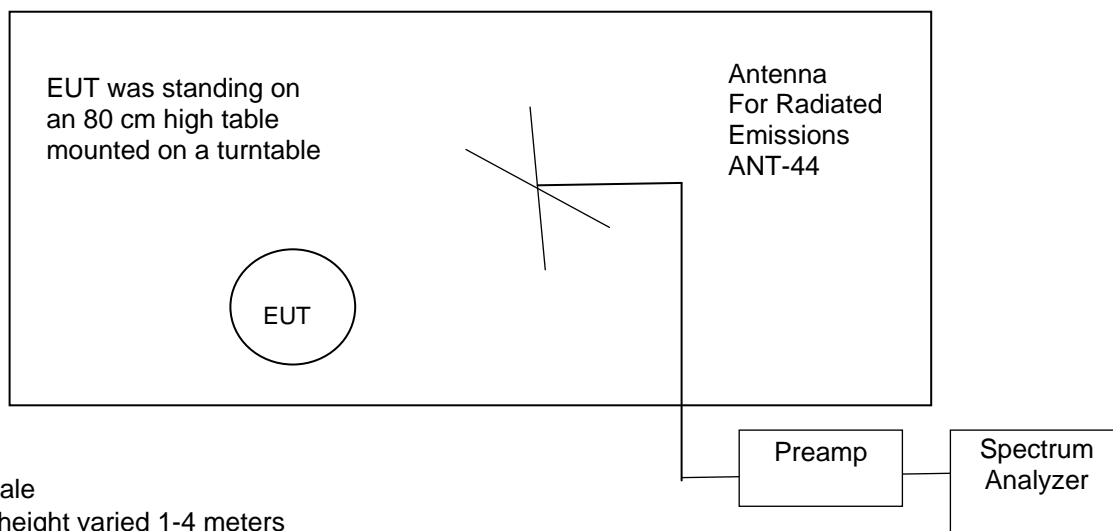 EUT was standing on
an 80 cm high table
mounted on a turntable
Antenna
For Radiated
Emissions
ANT-44
EUT
Preamp
Spectrum
Analyzer
height varied 1-4 meters